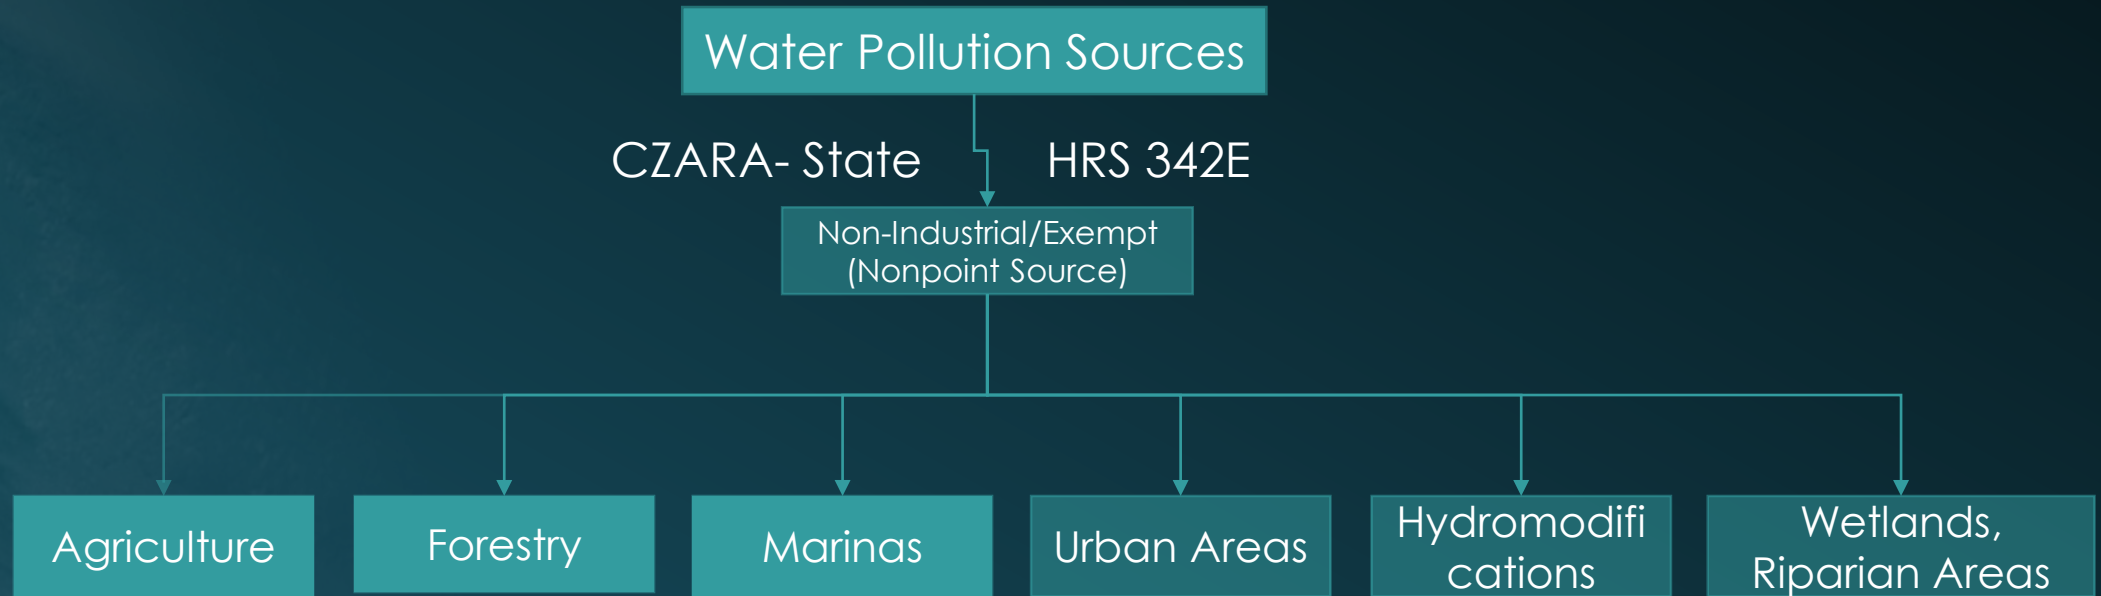 Water Pollution Sources
CZARA- State
HRS 342E
Non-Industrial/Exempt
(Nonpoint Source)
Agriculture
Forestry
Marinas
Urban Areas
Hydromodifi
cations
Wetlands,
Riparian Areas